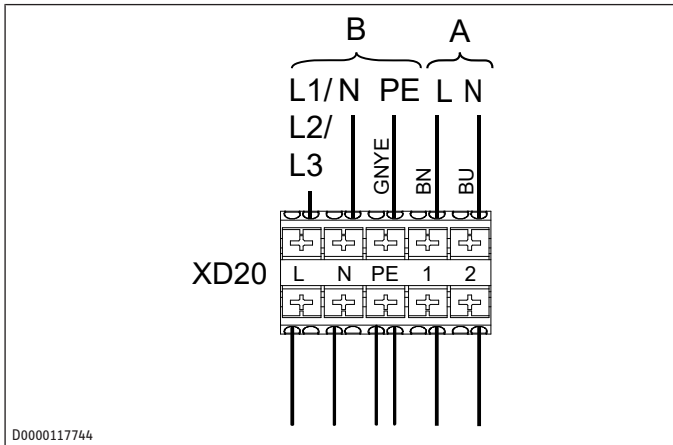 B A
L1/ N PE L N
L2/
L3
GNYE BN BU
XD20
L N PE 1 2
D0000117744